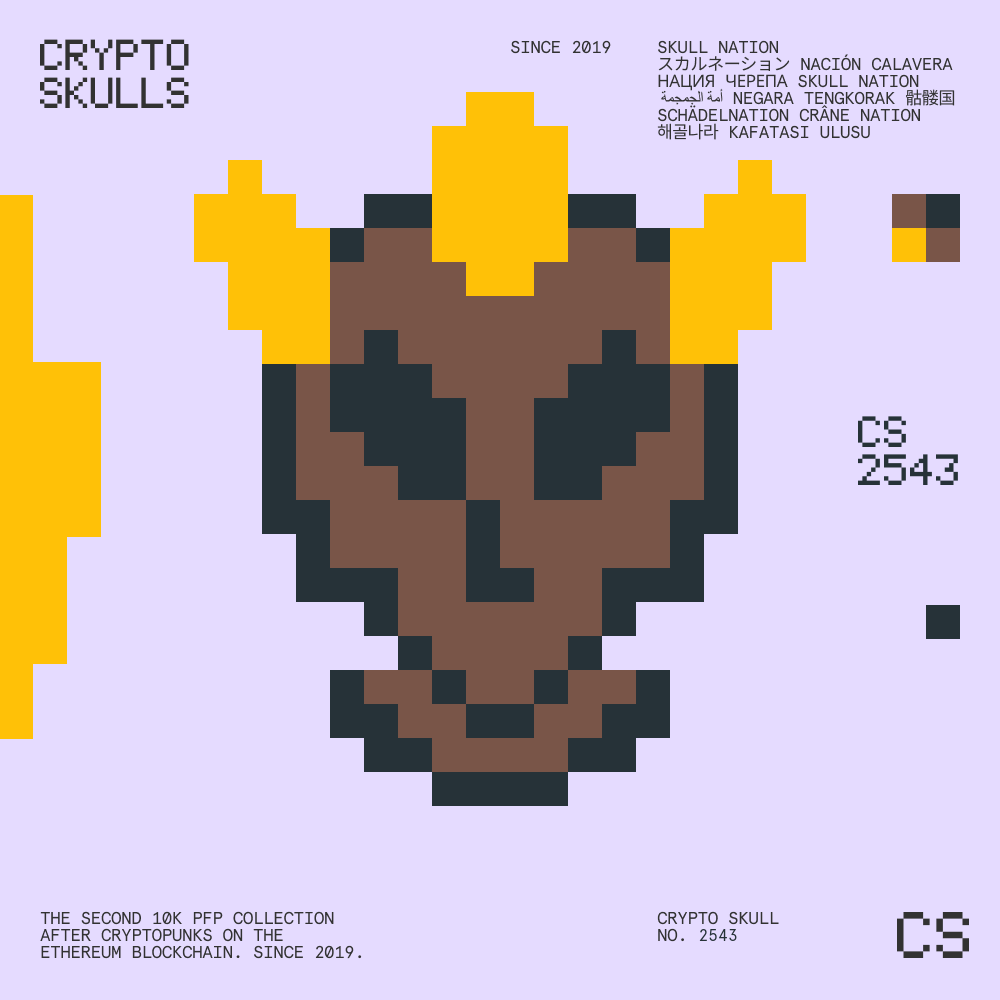 CRYPTO
SKULLS
SINCE 2019
SKULL NATION
スカルネーション NACIÓN CALAVERA
НАЦИЯ ЧЕРЕПА SKULL NATION
أمة الجمجمة NEGARA TENGKORAK 骷髅国
SCHÄDELNATION CRÂNE NATION
해골나라 KAFATASI ULUSU
CS
2543
THE SECOND 10K PFP COLLECTION
AFTER CRYPTOPUNKS ON THE
ETHEREUM BLOCKCHAIN. SINCE 2019.
CRYPTO SKULL
NO. 2543
CS